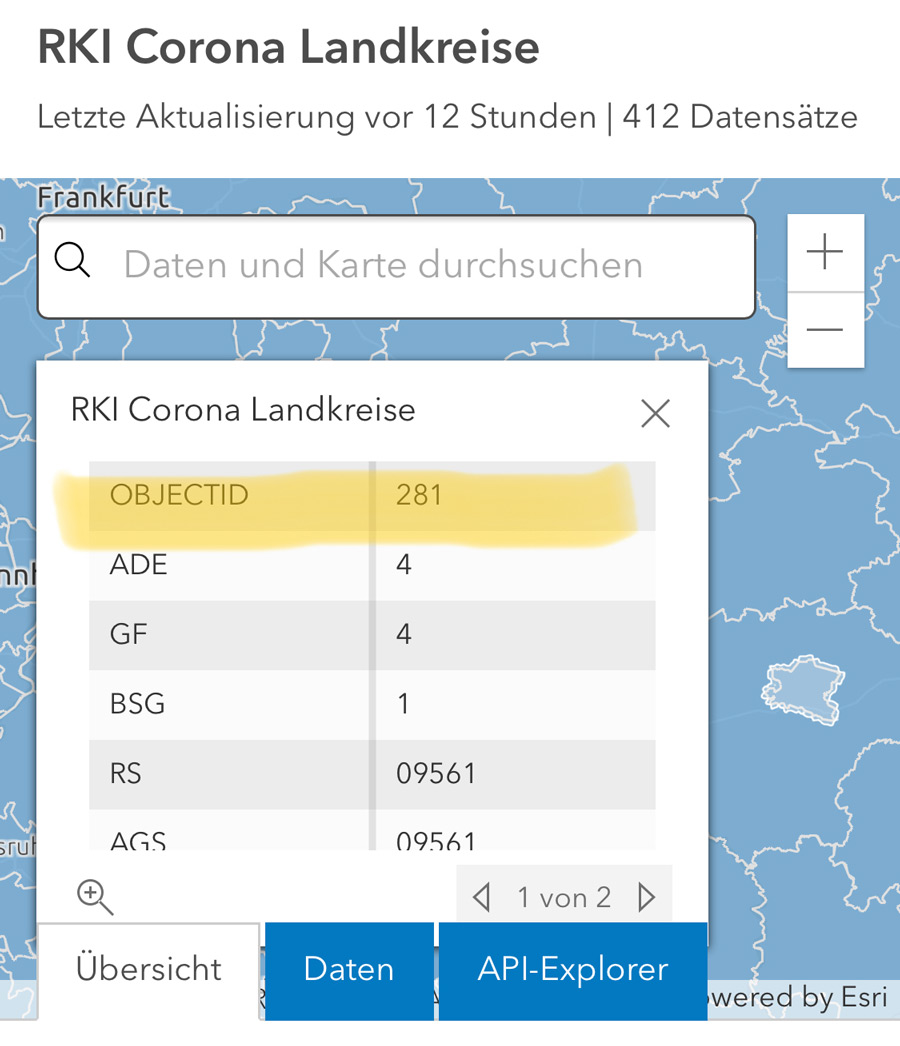 RKI Corona Landkreise
Letzte Aktualisierung vor 12 Stunden | 412 Datensätze
Frankfurt
Daten und Karte durchsuchen
RKI Corona Landkreise
OBJECTID 281
ADE 4
GF 4
BSG 1
RS 09561
AGS 09561
1 von 2
Übersicht Daten API-Explorer
by Esri